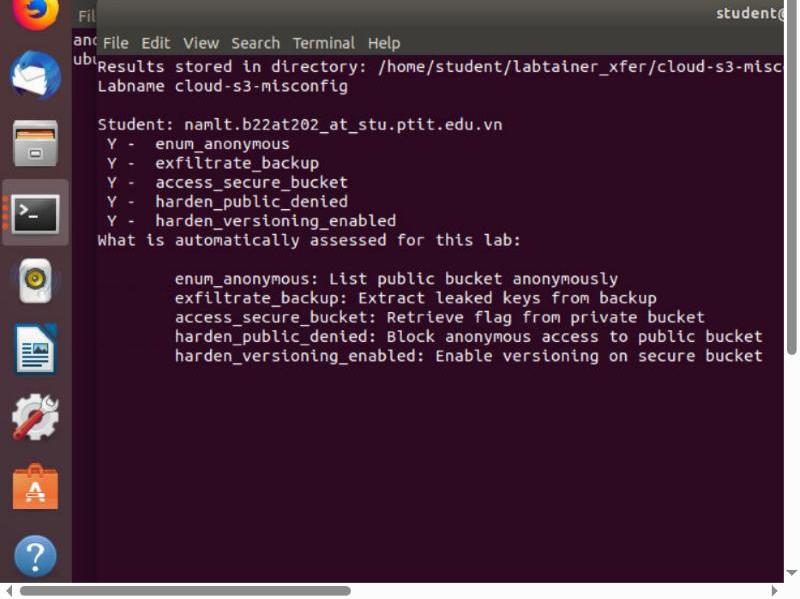 Fil
student@
and
ubu
File Edit View Search Terminal Help
Results stored in directory: /home/student/labtainer_xfer/cloud-s3-misc
Labname cloud-s3-misconfig
Student: namlt.b22at202_at_stu.ptit.edu.vn
Y - enum_anonymous
Y - exfiltrate_backup
Y - access_secure_bucket
Y - harden_public_denied
Y - harden_versioning_enabled
What is automatically assessed for this lab:
enum_anonymous: List public bucket anonymously
exfiltrate_backup: Extract leaked keys from backup
access_secure_bucket: Retrieve flag from private bucket
harden_public_denied: Block anonymous access to public bucket
harden_versioning_enabled: Enable versioning on secure bucket